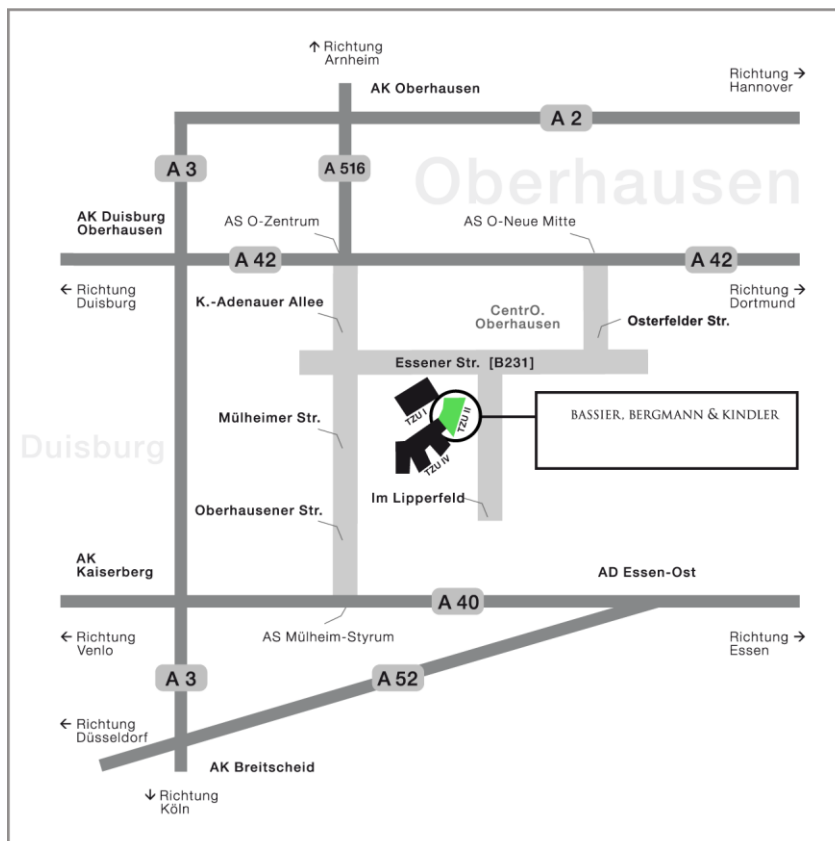 ↑ Richtung
Arnheim
AK Oberhausen
Richtung →
Hannover
A 2
A 3
A 516
Oberhausen
AK Duisburg
Oberhausen
AS O-Zentrum
AS O-Neue Mitte
A 42
A 42
← Richtung
Duisburg
K.-Adenauer Allee
CentrO.
Oberhausen
Osterfelder Str.
Richtung →
Dortmund
Essener Str. [B231]
TZU I
TZU II
BASSIER, BERGMANN & KINDLER
Mülheimer Str.
Duisburg
TZU IV
Im Lipperfeld
Oberhausener Str.
AK
Kaiserberg
AD Essen-Ost
A 40
← Richtung
Venlo
AS Mülheim-Styrum
Richtung →
Essen
A 3
A 52
← Richtung
Düsseldorf
AK Breitscheid
↓ Richtung
Köln